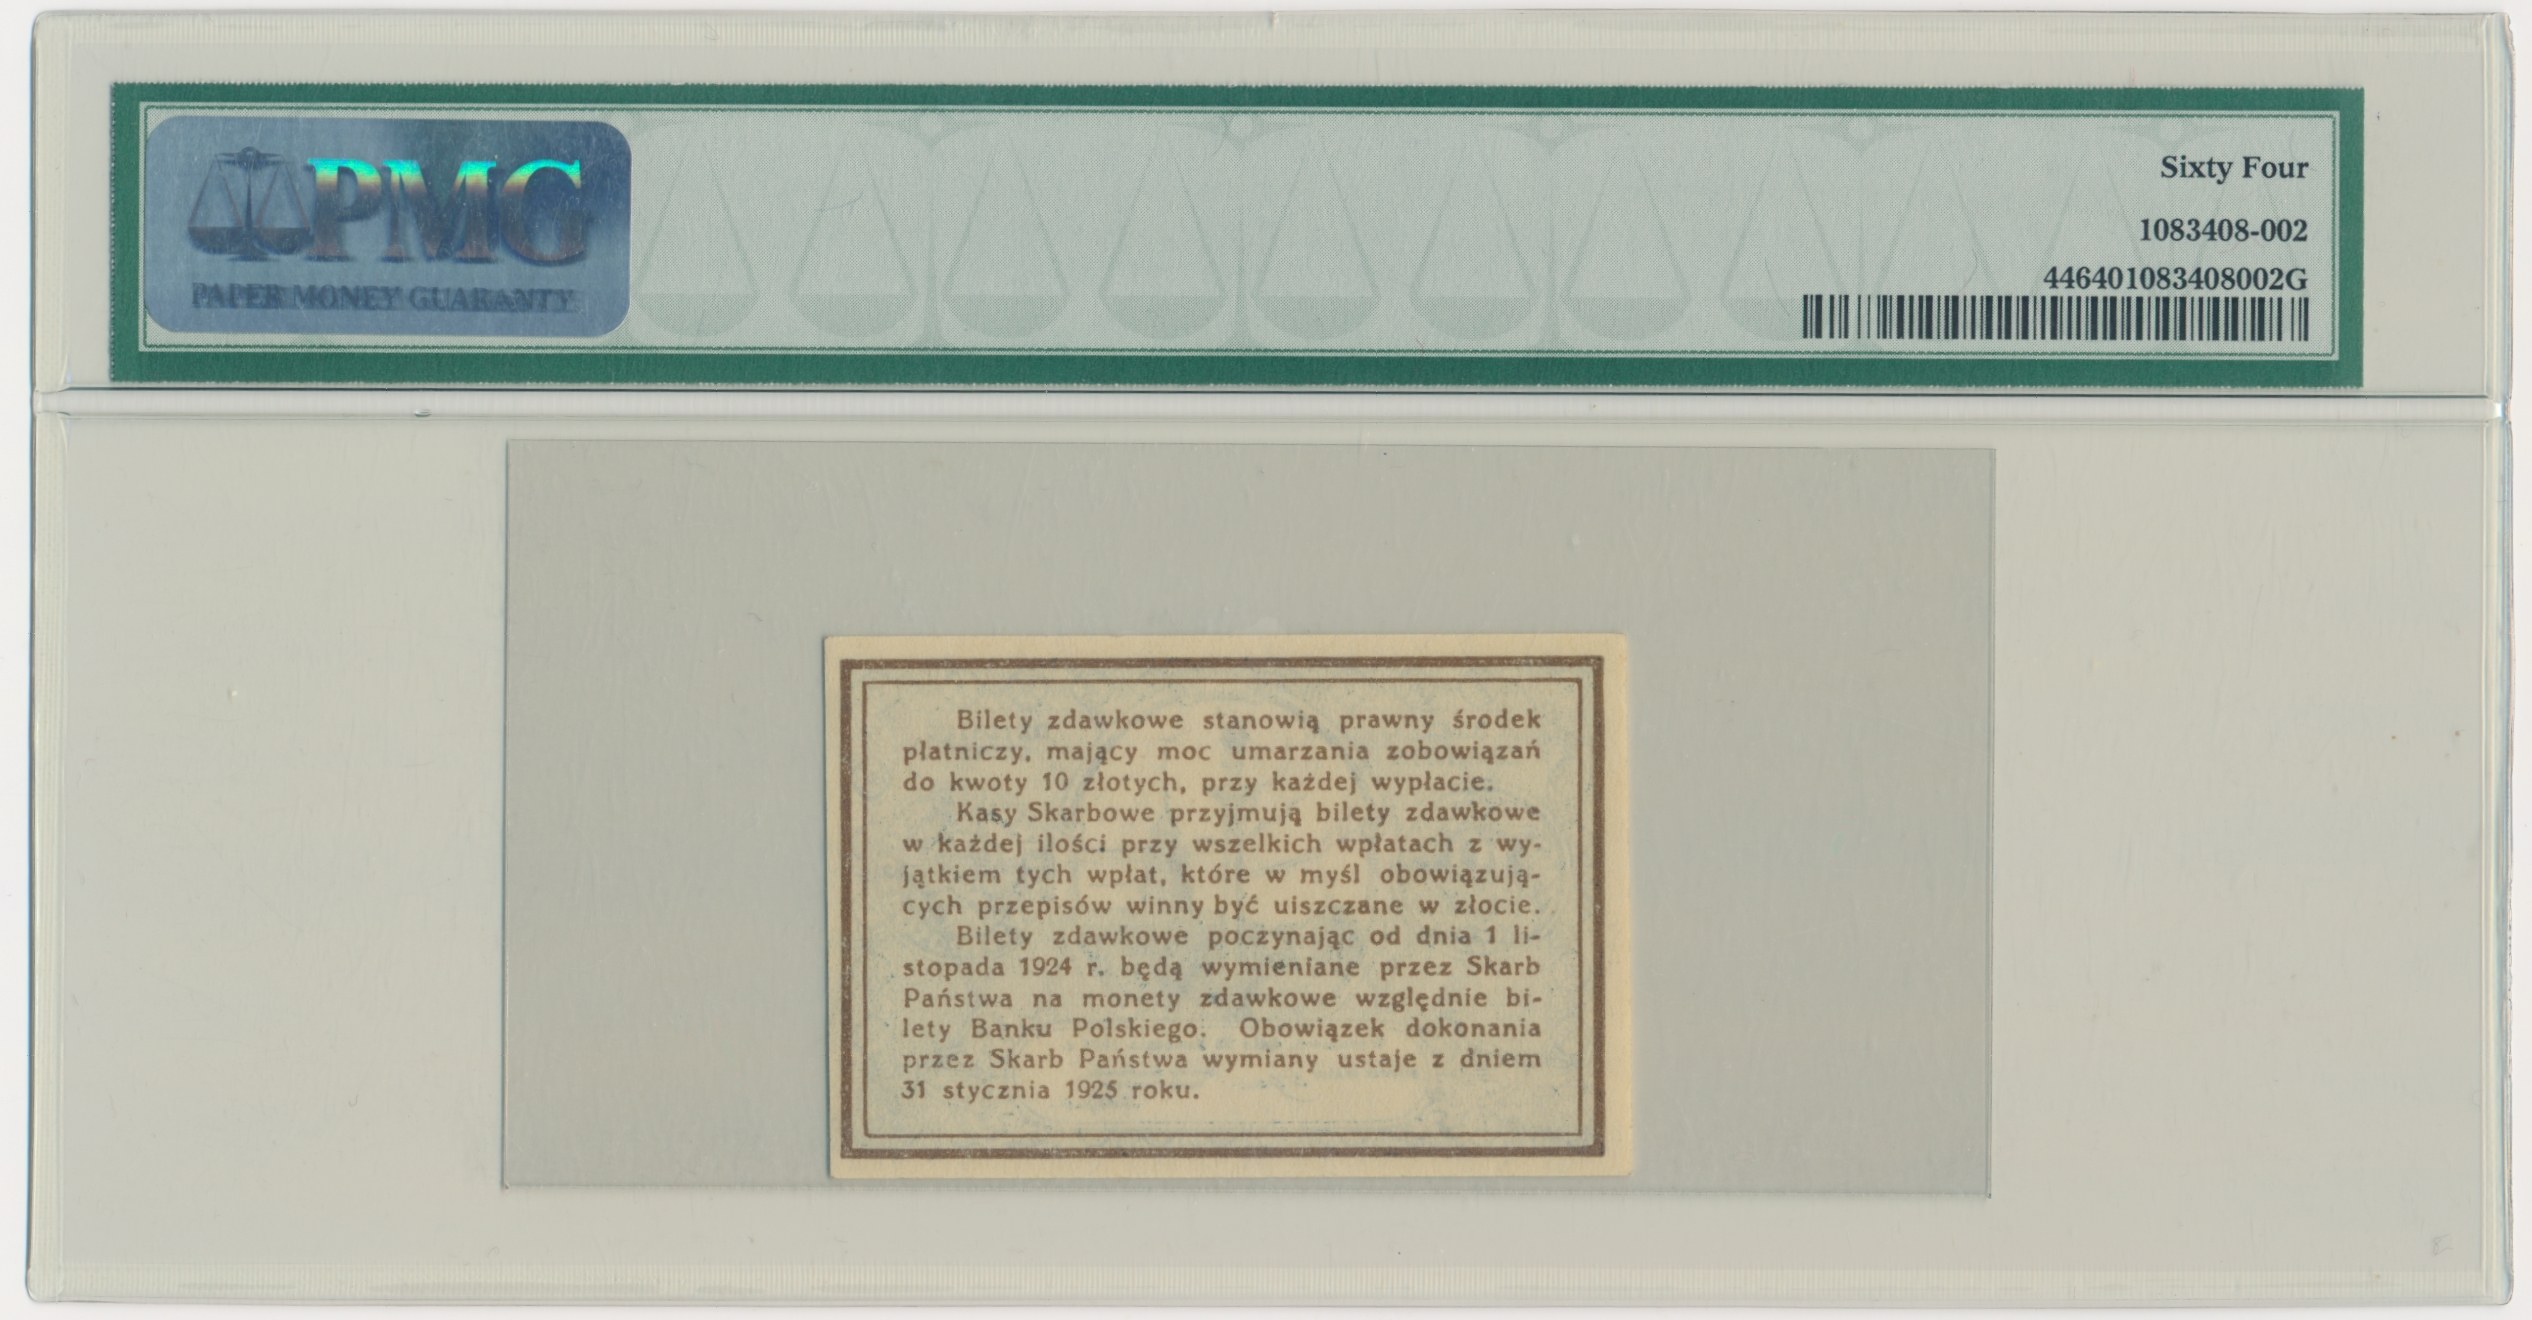 PMG
PAPER MONEY GUARANTY
Sixty Four
1083408-002
446401083408002G
Bilety zdawkowe stanowią prawny środek
płatniczy, mający moc umarzania zobowiązań
do kwoty 10 złotych, przy każdej wypłacie.
Kasy Skarbowe przyjmują bilety zdawkowe
w każdej ilości przy wszelkich wpłatach z wy-
jątkiem tych wpłat, które w myśl obowiązują-
cych przepisów winny być uiszczane w złocie.
Bilety zdawkowe poczynając od dnia 1 li-
stopada 1924 r. będą wymieniane przez Skarb
Państwa na monety zdawkowe względnie bi-
lety Banku Polskiego. Obowiązek dokonania
przez Skarb Państwa wymiany ustaje z dniem
31 stycznia 1925 roku.